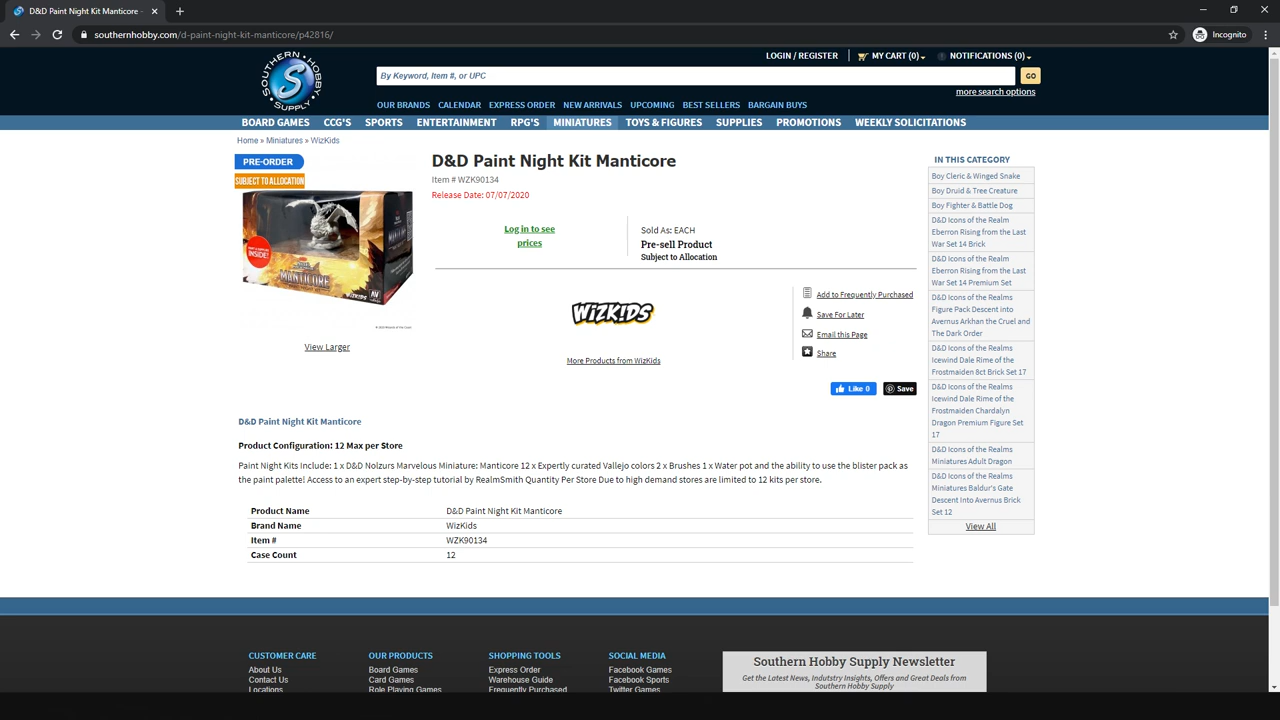 D&D Paint Night Kit Manticore -
southernhobby.com/d-paint-night-kit-manticore/p42816/
Incognito
LOGIN / REGISTER
MY CART (0)
NOTIFICATIONS (0)
SOUTHERN HOBBY SUPPLY
By Keyword, Item #, or UPC
GO
more search options
OUR BRANDS CALENDAR EXPRESS ORDER NEW ARRIVALS UPCOMING BEST SELLERS BARGAIN BUYS
BOARD GAMES CCG'S SPORTS ENTERTAINMENT RPG'S MINIATURES TOYS & FIGURES SUPPLIES PROMOTIONS WEEKLY SOLICITATIONS
Home » Miniatures » WizKids
PRE-ORDER
SUBJECT TO ALLOCATION
INSIDE!
MANTICORE
WIZKIDS
View Larger
D&D Paint Night Kit Manticore
Item # WZK90134
Release Date: 07/07/2020
Log in to see
prices
Sold As: EACH
Pre-sell Product
Subject to Allocation
WIZKIDS
More Products from WizKids
Add to Frequently Purchased
Save For Later
Email this Page
Share
Like 0
Save
D&D Paint Night Kit Manticore
Product Configuration: 12 Max per Store
Paint Night Kits Include: 1 x D&D Nolzurs Marvelous Miniature: Manticore 12 x Expertly curated Vallejo colors 2 x Brushes 1 x Waterpot and the ability to use the blister pack as
the paint palette! Access to an expert step-by-step tutorial by RealmSmith Quantity Per Store Due to high demand stores are limited to 12 kits per store.
Product Name D&D Paint Night Kit Manticore
Brand Name WizKids
Item # WZK90134
Case Count 12
IN THIS CATEGORY
Boy Cleric & Winged Snake
Boy Druid & Tree Creature
Boy Fighter & Battle Dog
D&D Icons of the Realm
Eberron Rising from the Last
War Set 14 Brick
D&D Icons of the Realm
Eberron Rising from the Last
War Set 14 Premium Set
D&D Icons of the Realms
Figure Pack Descent into
Avernus Arkhan the Cruel and
The Dark Order
D&D Icons of the Realms
Icewind Dale Rime of the
Frostmaiden 8ct Brick Set 17
D&D Icons of the Realms
Icewind Dale Rime of the
Frostmaiden Chardalyn
Dragon Premium Figure Set
17
D&D Icons of the Realms
Miniatures Adult Dragon
D&D Icons of the Realms
Miniatures Baldur's Gate
Descent Into Avernus Brick
Set 12
View All
CUSTOMER CARE
About Us
Contact Us
Locations
OUR PRODUCTS
Board Games
Card Games
Role Playing Games
SHOPPING TOOLS
Express Order
Warehouse Guide
Frequently Purchased
SOCIAL MEDIA
Facebook Games
Facebook Sports
Twitter Games
Southern Hobby Supply Newsletter
Get the Latest News, Indutstry Insights, Offers and Great Deals from
Southern Hobby Supply